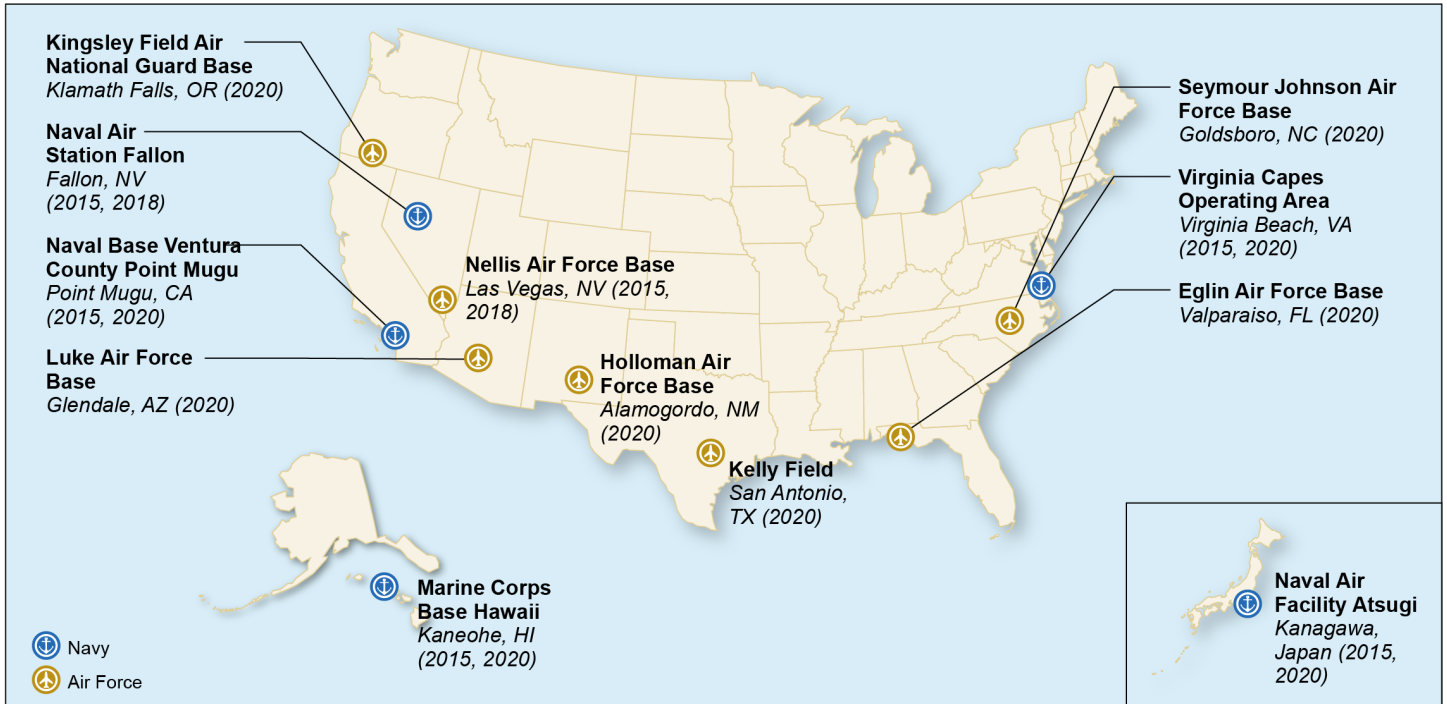 Kingsley Field Air
National Guard Base
Klamath Falls, OR (2020)
Naval Air
Station Fallon
Fallon, NV
(2015, 2018)
Naval Base Ventura
County Point Mugu
Point Mugu, CA
(2015, 2020)
Luke Air Force
Base
Glendale, AZ (2020)
Nellis Air Force Base
Las Vegas, NV (2015,
2018)
Holloman Air
Force Base
Alamogordo, NM
(2020)
Kelly Field
San Antonio,
TX (2020)
Seymour Johnson Air
Force Base
Goldsboro, NC (2020)
Virginia Capes
Operating Area
Virginia Beach, VA
(2015, 2020)
Eglin Air Force Base
Valparaiso, FL (2020)
Marine Corps
Base Hawaii
Kaneohe, HI
(2015, 2020)
Naval Air
Facility Atsugi
Kanagawa,
Japan (2015,
2020)
Navy
Air Force